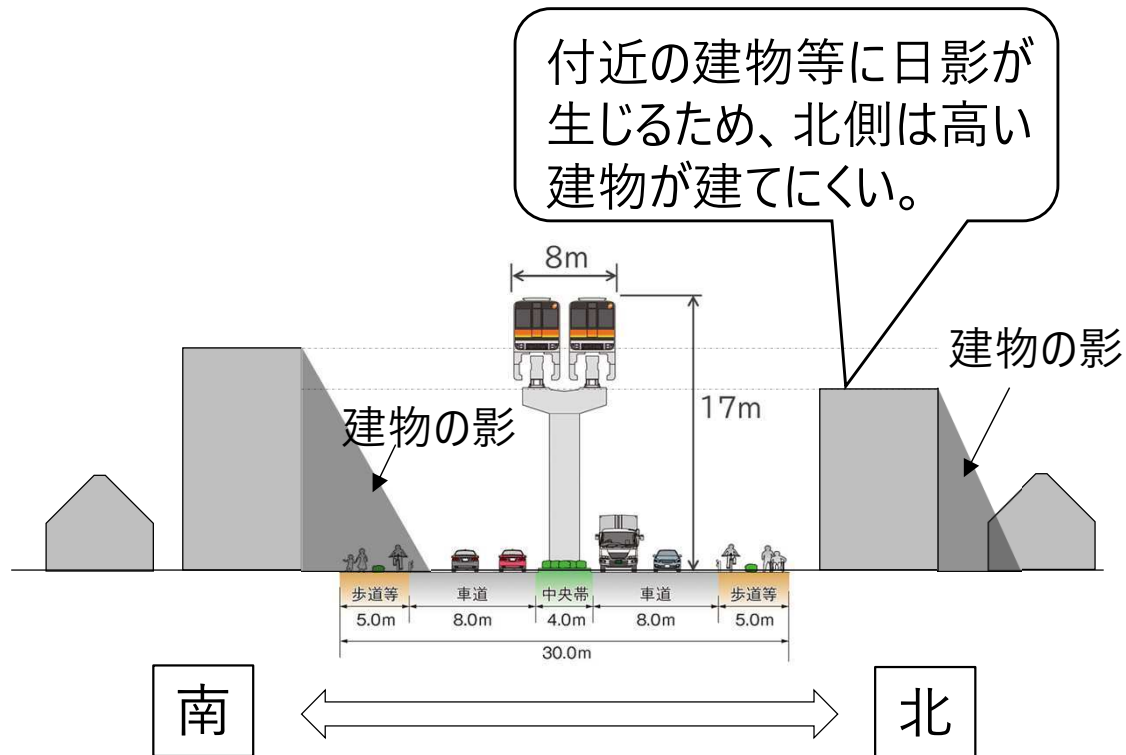 付近の建物等に日影が
生じるため、北側は高い
建物が建てにくい。
8m
建物の影
17m
建物の影
歩道等 車道 中央帯 車道 歩道等
5.0m 8.0m 4.0m 8.0m 5.0m
30.0m
南 北